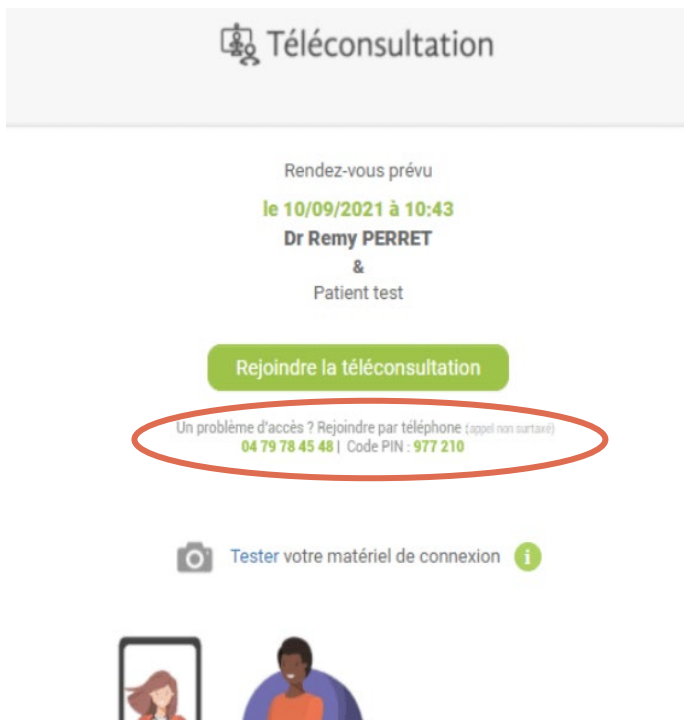 Téléconsultation
Rendez-vous prévu
le 10/09/2021 à 10:43
Dr Remy PERRET
&
Patient test
Rejoindre la téléconsultation
Un problème d'accès ? Rejoindre par téléphone (appel non surtaxé)
04 79 78 45 48 | Code PIN : 977 210
Tester votre matériel de connexion i